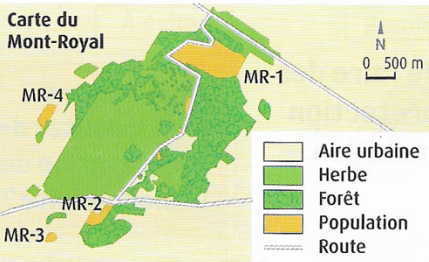 Carte du
Mont-Royal
N
0 500 m
MR-1
MR-4
MR-2
MR-3
Aire urbaine
Herbe
Forêt
Population
Route